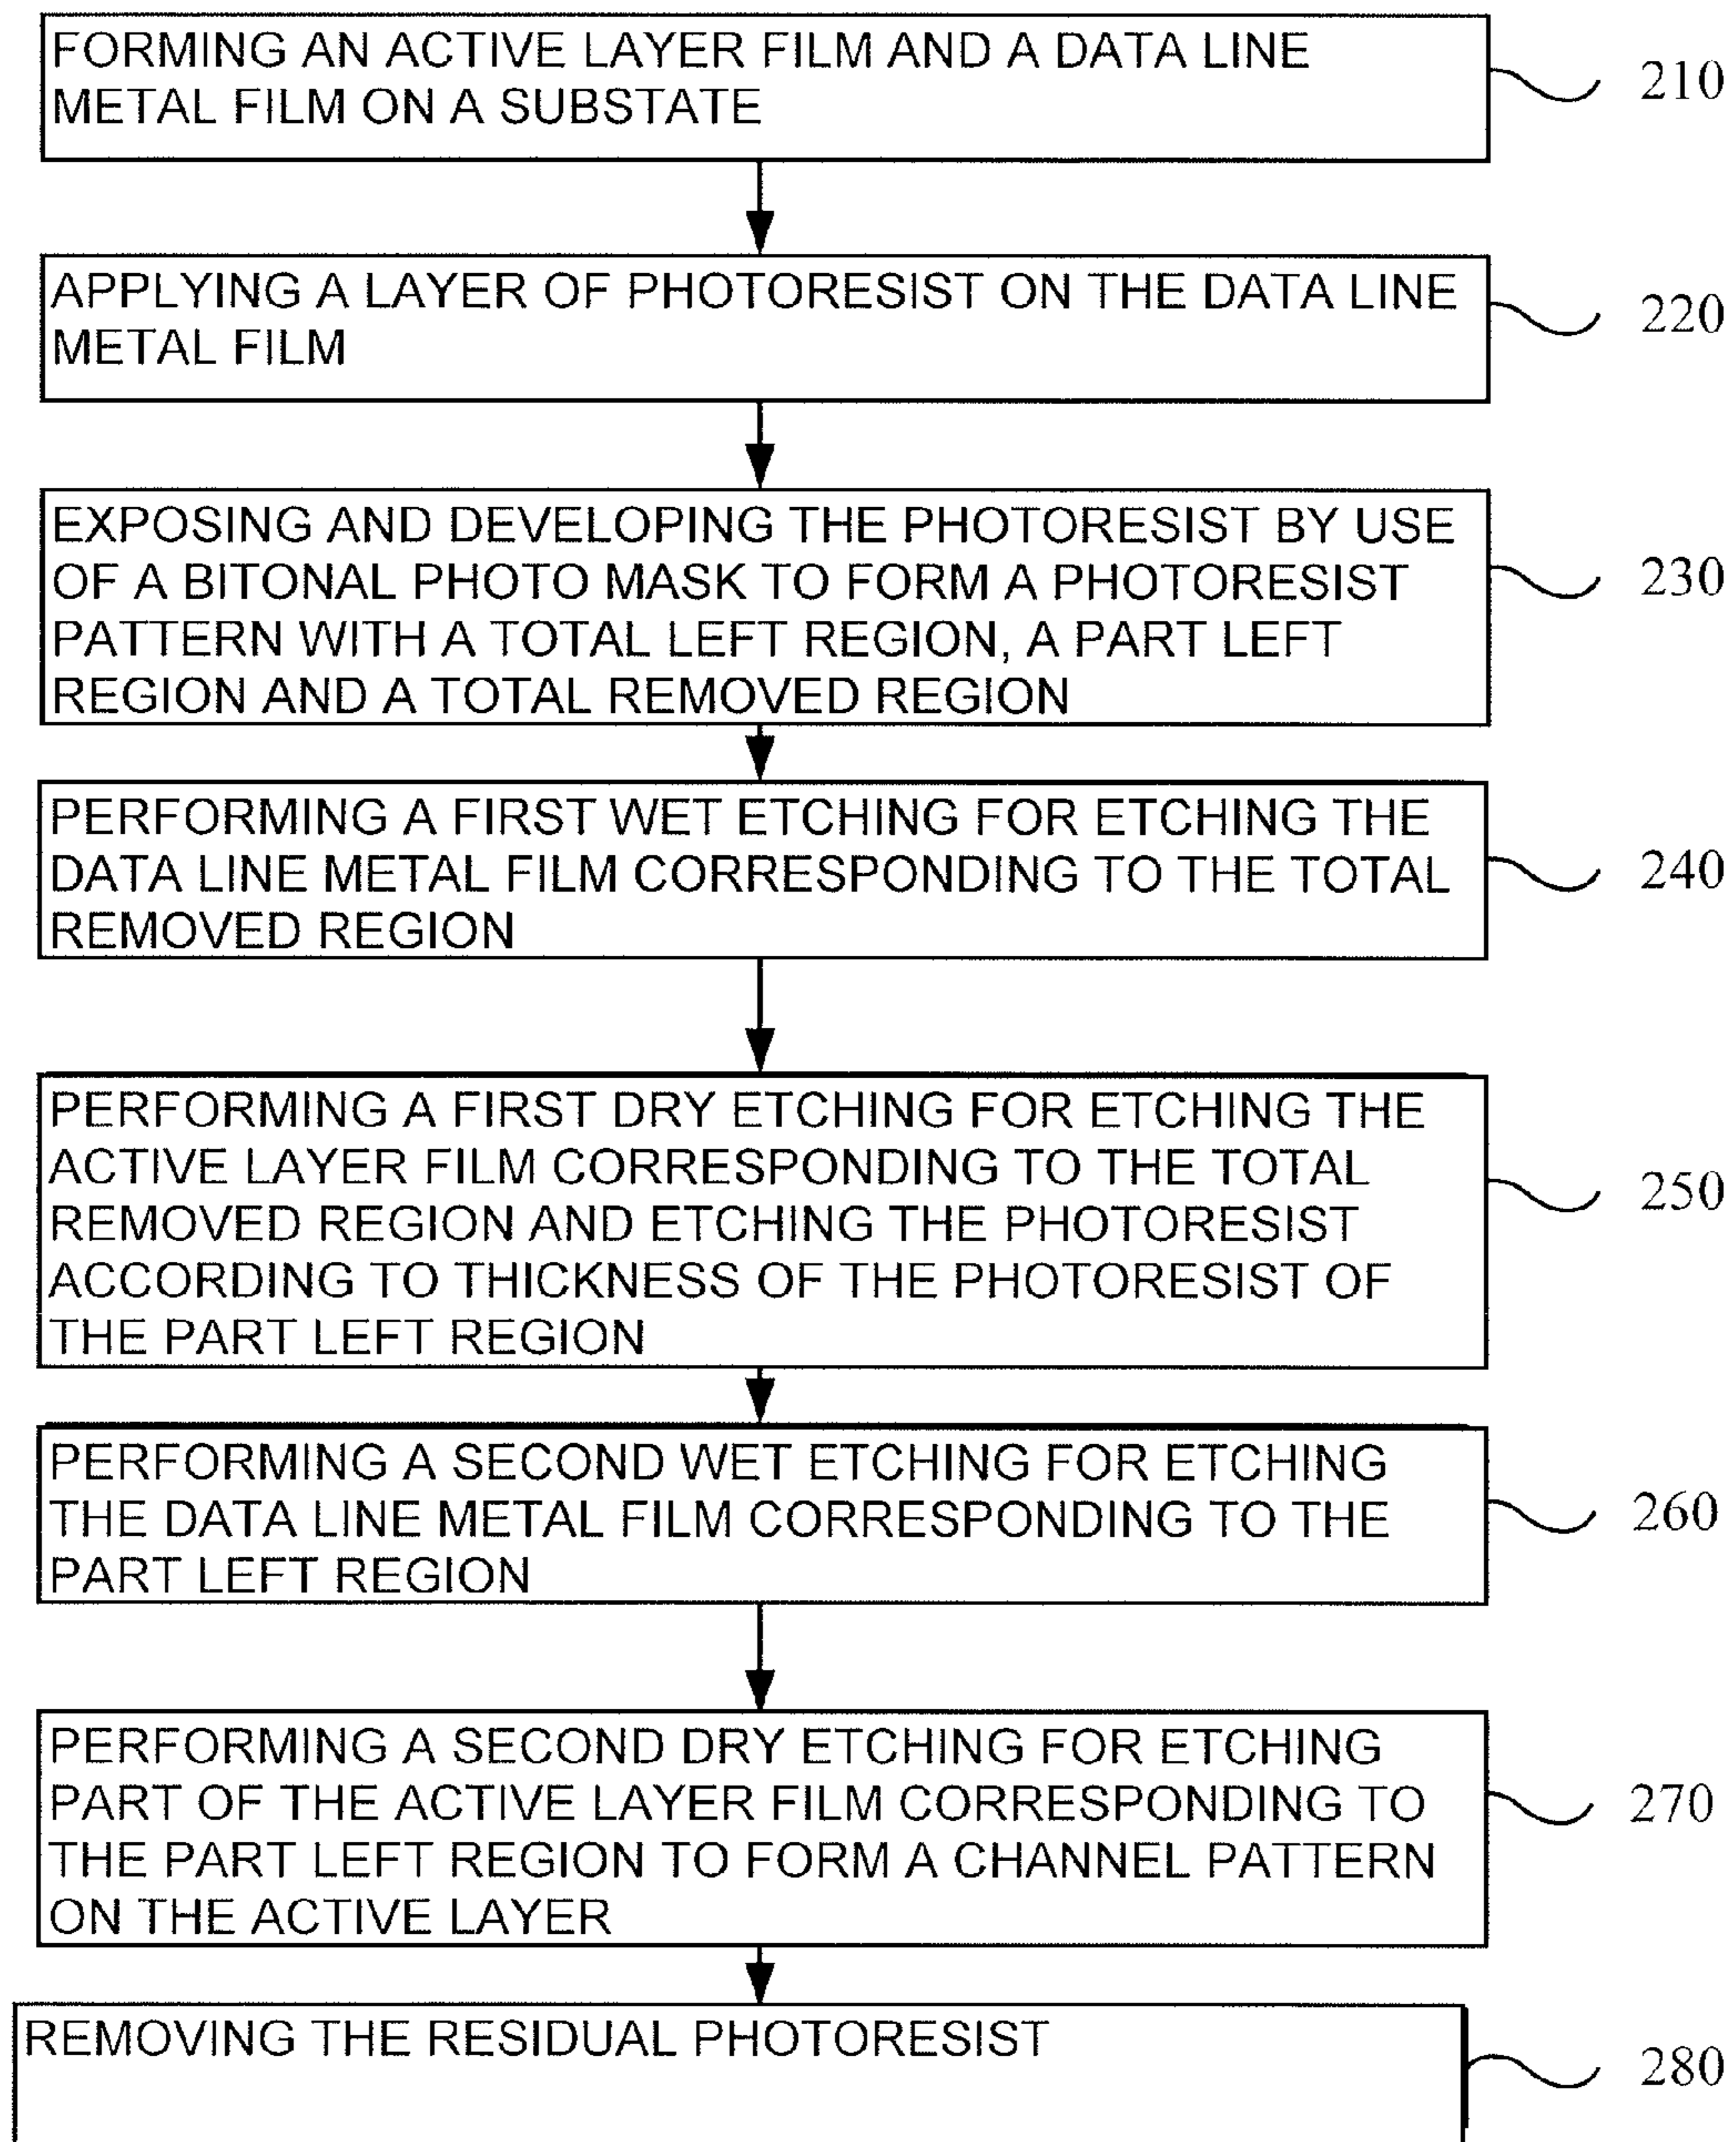 FORMING AN ACTIVE LAYER FILM AND A DATA LINE
METAL FILM ON A SUBSTATE
210
APPLYING A LAYER OF PHOTORESIST ON THE DATA LINE
METAL FILM
220
EXPOSING AND DEVELOPING THE PHOTORESIST BY USE
OF A BITONAL PHOTO MASK TO FORM A PHOTORESIST
PATTERN WITH A TOTAL LEFT REGION, A PART LEFT
REGION AND A TOTAL REMOVED REGION
230
PERFORMING A FIRST WET ETCHING FOR ETCHING THE
DATA LINE METAL FILM CORRESPONDING TO THE TOTAL
REMOVED REGION
240
PERFORMING A FIRST DRY ETCHING FOR ETCHING THE
ACTIVE LAYER FILM CORRESPONDING TO THE TOTAL
REMOVED REGION AND ETCHING THE PHOTORESIST
ACCORDING TO THICKNESS OF THE PHOTORESIST OF
THE PART LEFT REGION
250
PERFORMING A SECOND WET ETCHING FOR ETCHING
THE DATA LINE METAL FILM CORRESPONDING TO THE
PART LEFT REGION
260
PERFORMING A SECOND DRY ETCHING FOR ETCHING
PART OF THE ACTIVE LAYER FILM CORRESPONDING TO
THE PART LEFT REGION TO FORM A CHANNEL PATTERN
ON THE ACTIVE LAYER
270
REMOVING THE RESIDUAL PHOTORESIST
280